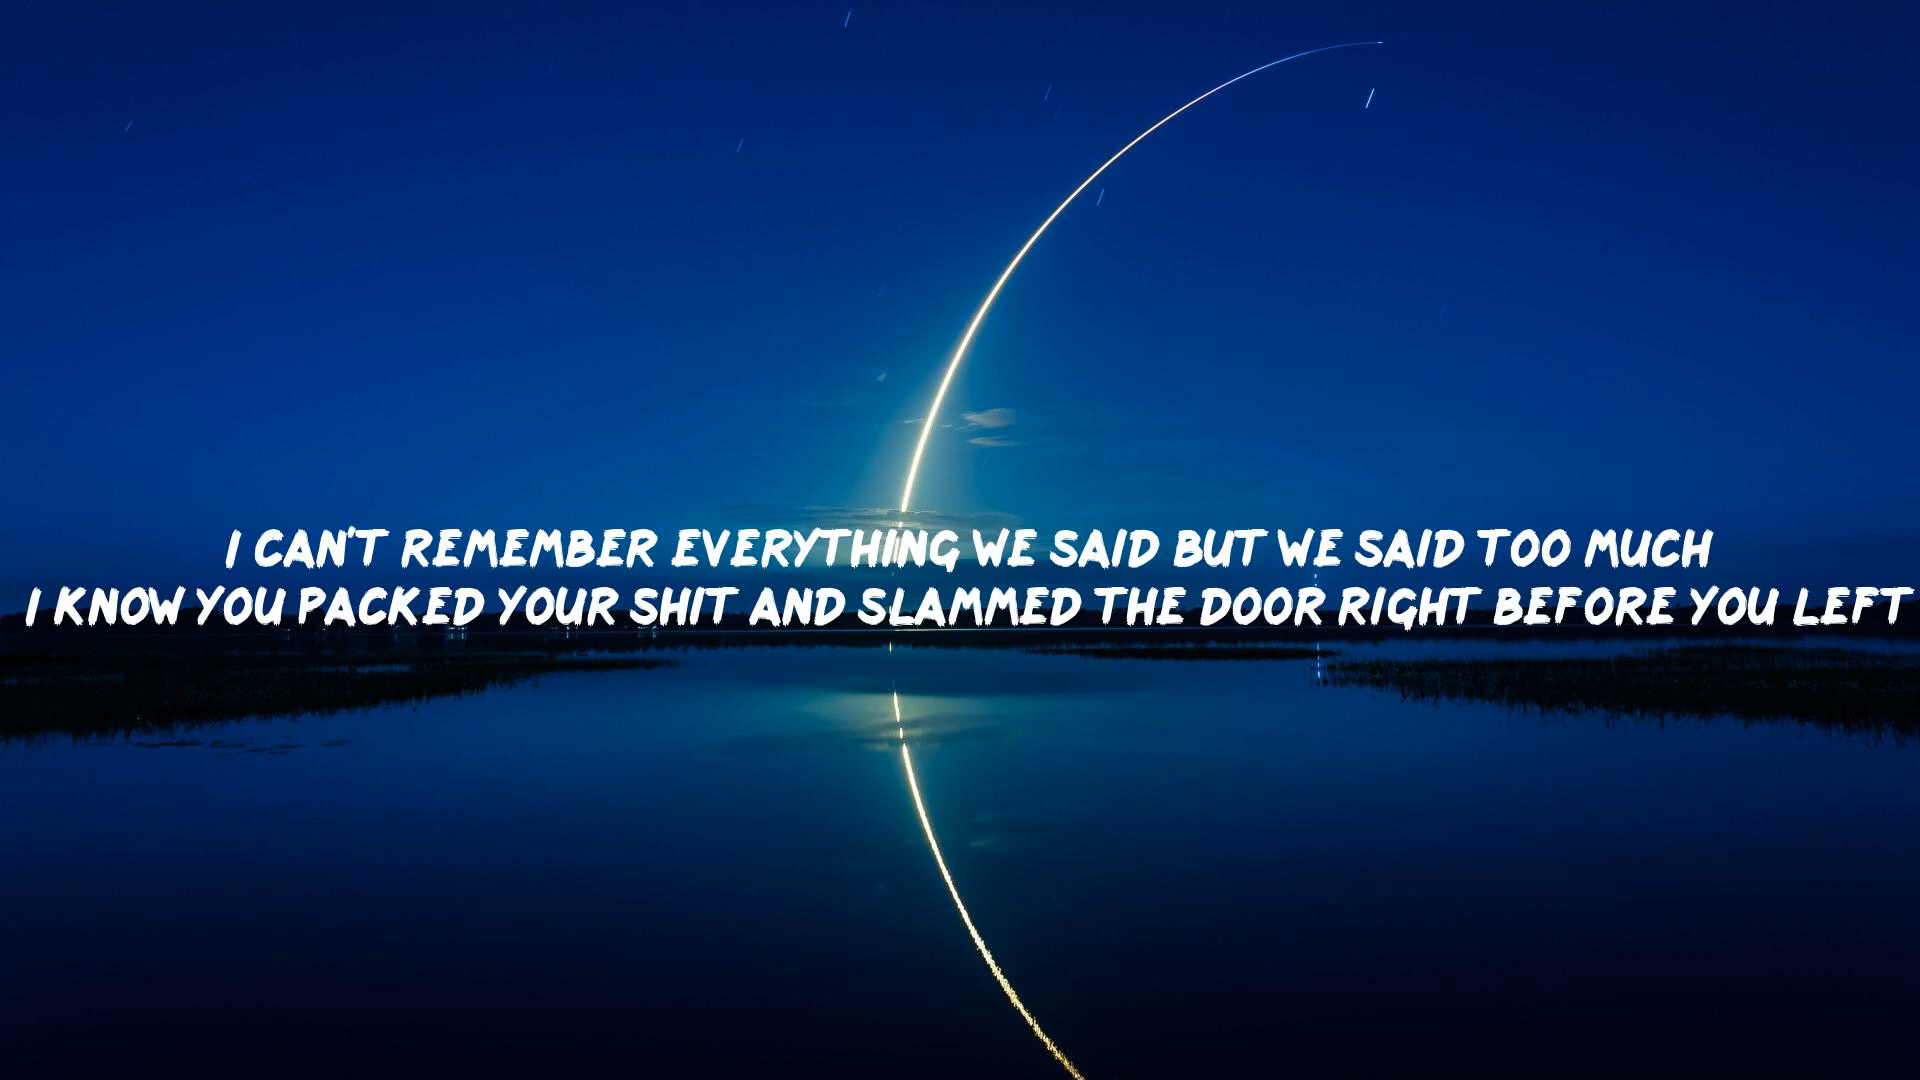 I CAN'T REMEMBER EVERYTHING WE SAID BUT WE SAID TOO MUCH
I KNOW YOU PACKED YOUR SHIT AND SLAMMED THE DOOR RIGHT BEFORE YOU LEFT